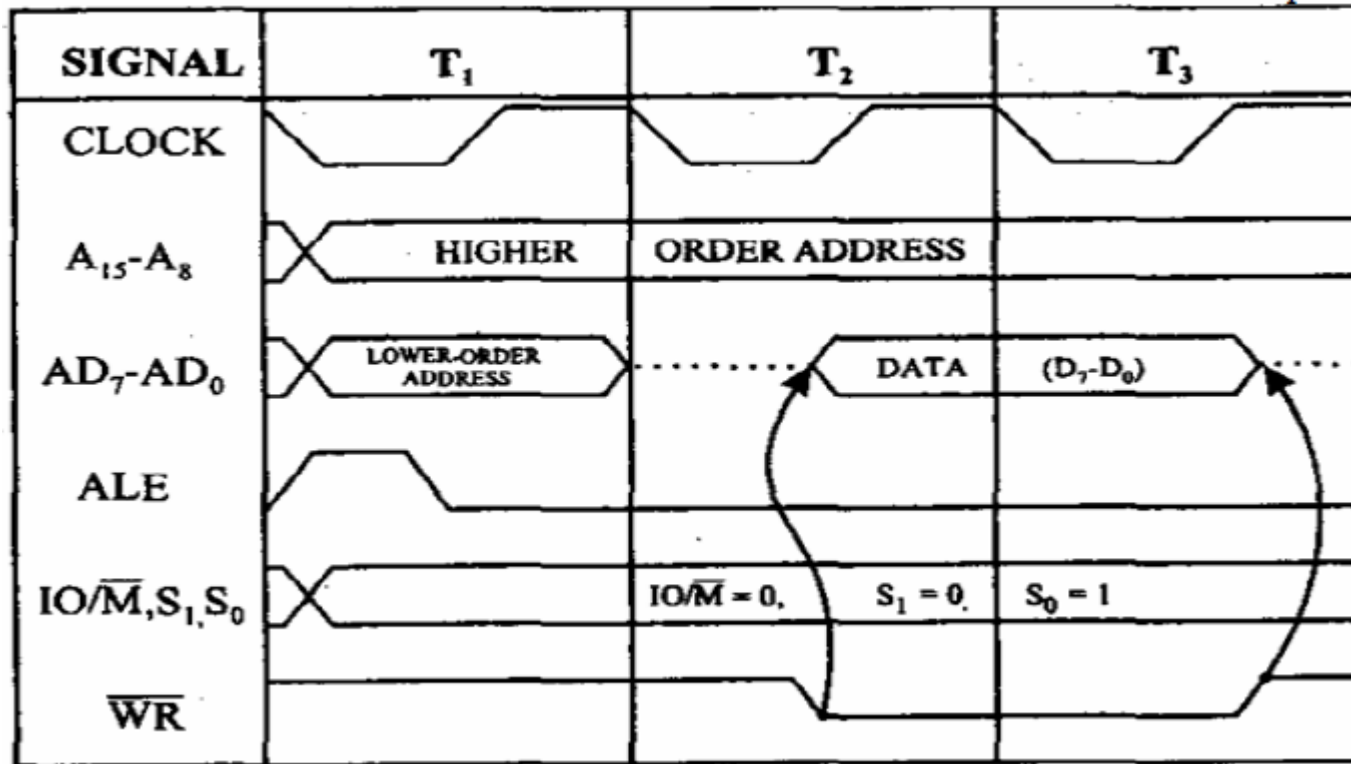 SIGNAL T₁ T₂ T₃
CLOCK
A₁₅-A₈ HIGHER ORDER ADDRESS
AD₇-AD₀ LOWER-ORDER ADDRESS DATA (D₇-D₀)
ALE
IO/M̅,S₁,S₀ IO/M̅ = 0, S₁ = 0, S₀ = 1
W̅R̅